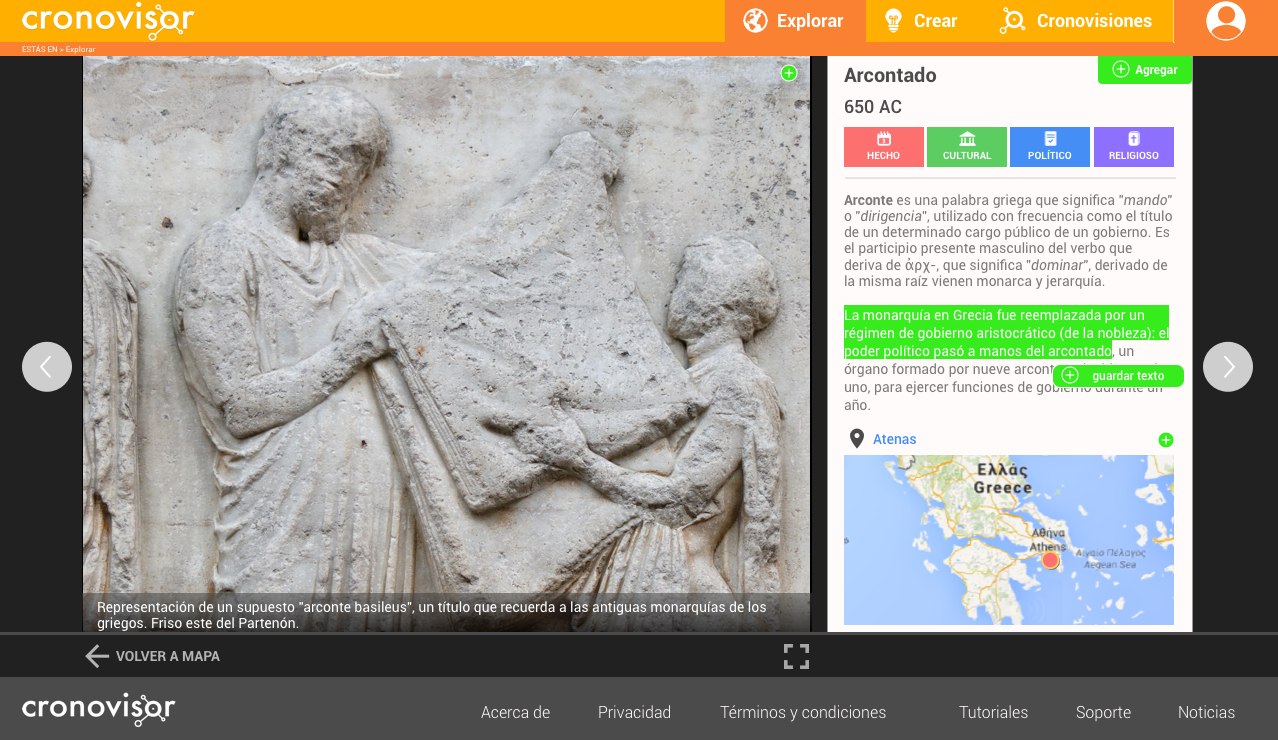 cronovisor
Explorar
Crear
Cronovisiones
ESTÁS EN > Explorar
Arcontado
Agregar
650 AC
HECHO
CULTURAL
POLÍTICO
RELIGIOSO
Arconte es una palabra griega que significa "mando"
o "dirigencia", utilizado con frecuencia como el título
de un determinado cargo público de un gobierno. Es
el participio presente masculino del verbo que
deriva de ἀρχ-, que significa "dominar", derivado de
la misma raíz vienen monarca y jerarquía.
La monarquía en Grecia fue reemplazada por un
régimen de gobierno aristocrático (de la nobleza): el
poder político pasó a manos del arcontado, un
órgano formado por nueve
guardar texto
uno, para ejercer funciones de gobierno durante un
año.
Atenas
Ελλάς
Greece
Αθήνα
Athens
Αιγαίο Πέλαγος
Aegean Sea
Representación de un supuesto "arconte basileus", un título que recuerda a las antiguas monarquías de los
griegos. Friso este del Partenón.
VOLVER A MAPA
cronovisor
Acerca de
Privacidad
Términos y condiciones
Tutoriales
Soporte
Noticias